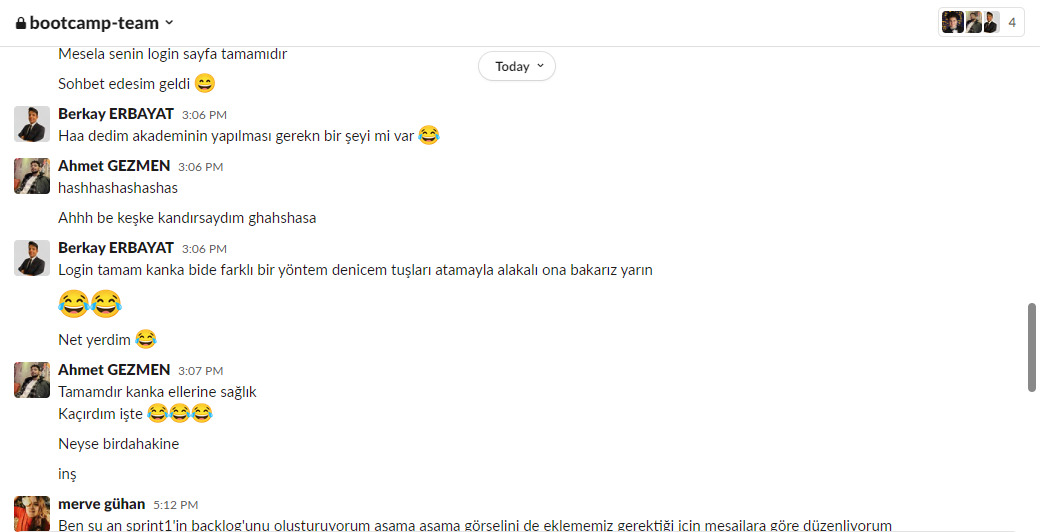 bootcamp-team
4
Mesela senin login sayfa tamamıdır
Today
Sohbet edesim geldi 😄
Berkay ERBAYAT 3:06 PM
Haa dedim akademinin yapılması gerekn bir şeyi mi var 😂
Ahmet GEZMEN 3:06 PM
hashhashashashas
Ahhh be keşke kandırsaydım ghahshasa
Berkay ERBAYAT 3:06 PM
Login tamam kanka bide farklı bir yöntem denicem tuşları atamayla alakalı ona bakarız yarın
😂😂
Net yerdim 😂
Ahmet GEZMEN 3:07 PM
Tamamdır kanka ellerine sağlık
Kaçırdım işte 😂😂😂
Neyse birdahakine
inş
merve gühan 5:12 PM
Ben şu an sprint1'in backlog'unu oluşturuyorum aşama aşama görselini de eklememiz gerektiği için mesajlara göre düzenliyorum